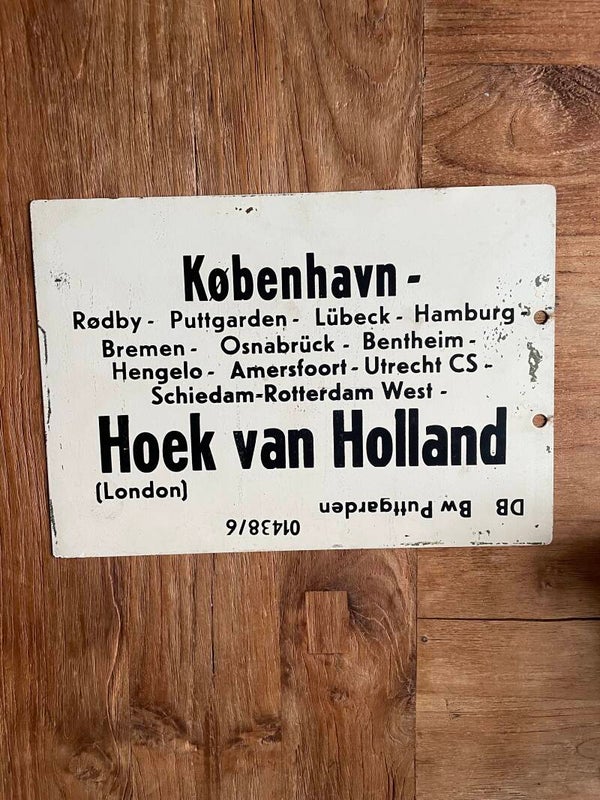 København -
Rødby - Puttgarden - Lübeck - Hamburg -
Bremen - Osnabrück - Bentheim -
Hengelo - Amersfoort - Utrecht CS -
Schiedam-Rotterdam West -
Hoek van Holland
(London)
DB Bw Puttgarden
01438/6